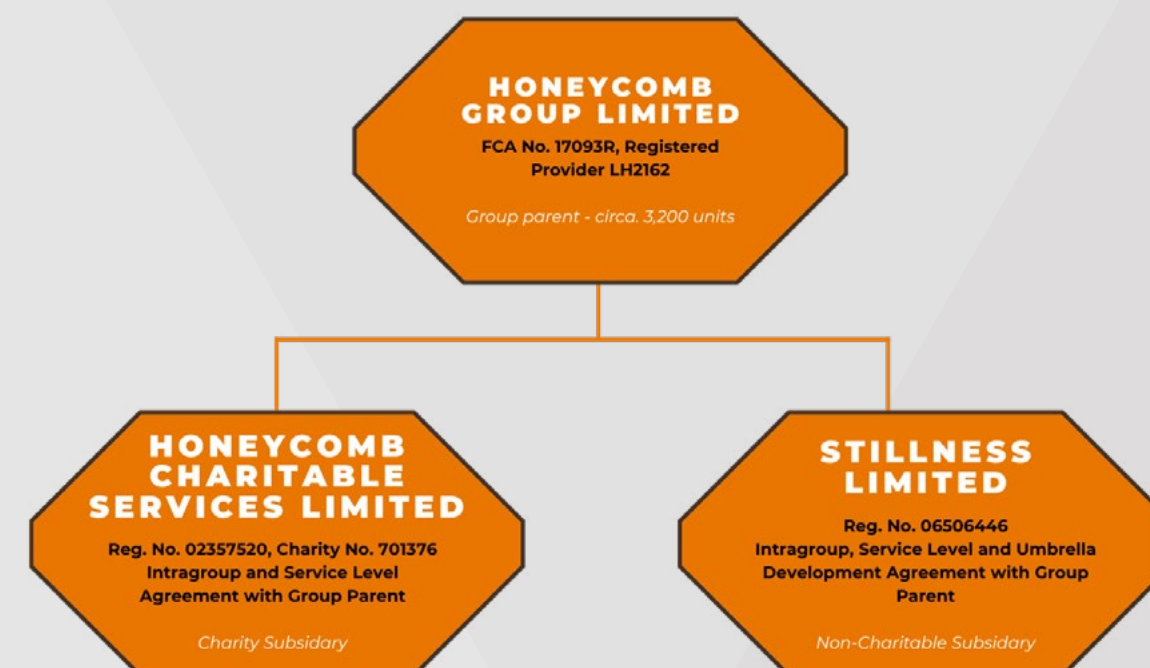 HONEYCOMB
GROUP LIMITED
FCA No. 17093R, Registered
Provider LH2162
Group parent - circa. 3,200 units
HONEYCOMB
CHARITABLE
SERVICES LIMITED
Reg. No. 02357520, Charity No. 701376
Intragroup and Service Level
Agreement with Group Parent
Charity Subsidary
STILLNESS
LIMITED
Reg. No. 06506446
Intragroup, Service Level and Umbrella
Development Agreement with Group
Parent
Non-Charitable Subsidary